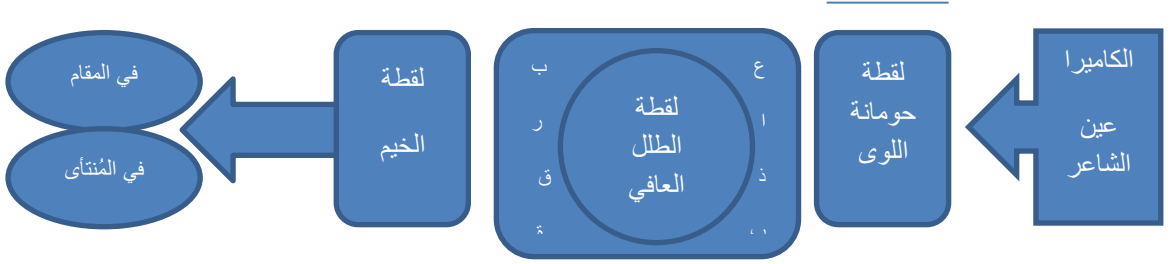 الكاميرا
عين
الشاعر
لقطة
حومانة
اللوى
ع
ا
ذ
لقطة
الطلل
العافي
ب
ر
ق
ة
لقطة
الخيم
في المقام
في المُنتأى